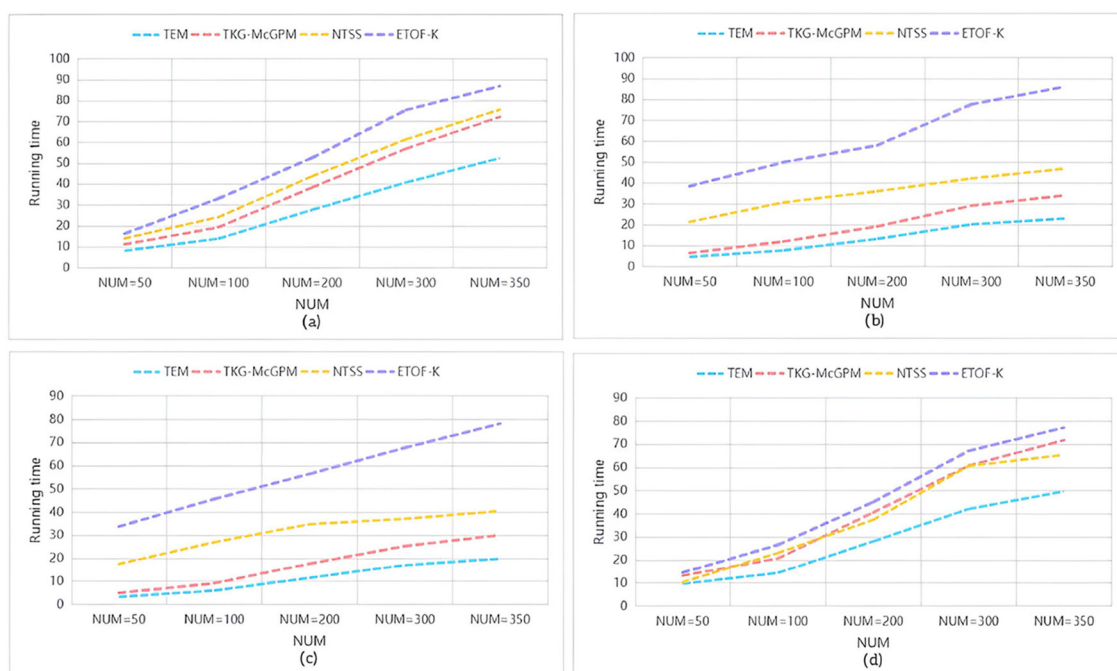 TEM TKG-McGPM NTSS ETOF-K
100
90
80
70
60
50
40
30
20
10
0
Running time
NUM=50 NUM=100 NUM=200 NUM=300 NUM=350
NUM
(a)
TEM TKG-McGPM NTSS ETOF-K
100
90
80
70
60
50
40
30
20
10
0
Running time
NUM=50 NUM=100 NUM=200 NUM=300 NUM=350
NUM
(b)
TEM TKG-McGPM NTSS ETOF-K
90
80
70
60
50
40
30
20
10
0
Running time
NUM=50 NUM=100 NUM=200 NUM=300 NUM=350
NUM
(c)
TEM TKG-McGPM NTSS ETOF-K
90
80
70
60
50
40
30
20
10
0
Running time
NUM=50 NUM=100 NUM=200 NUM=300 NUM=350
NUM
(d)